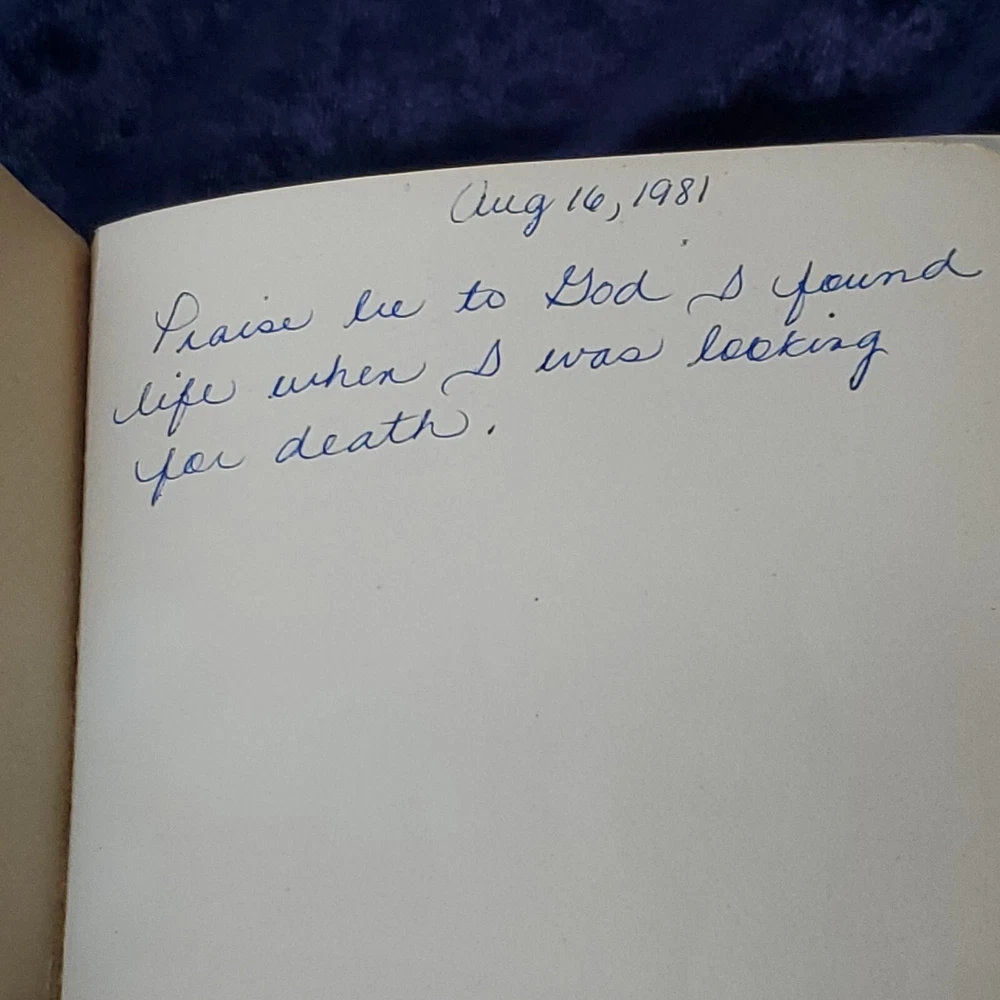 Aug 16, 1981
Praise be to God I found
life when I was looking
for death.